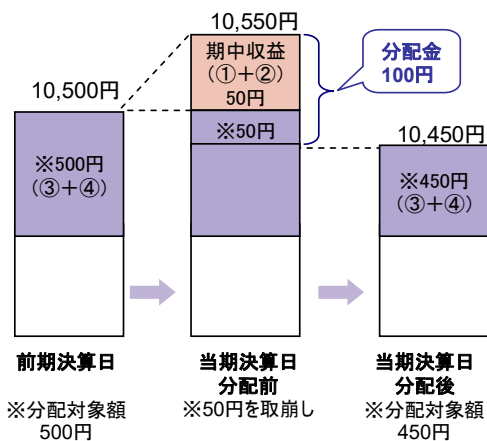 10,550円
期中収益
(①+②)
50円
分配金
100円
10,500円
※50円
10,450円
※500円
(③+④)
※450円
(③+④)
前期決算日
当期決算日
分配前
当期決算日
分配後
※分配対象額
500円
※50円を取崩し
※分配対象額
450円